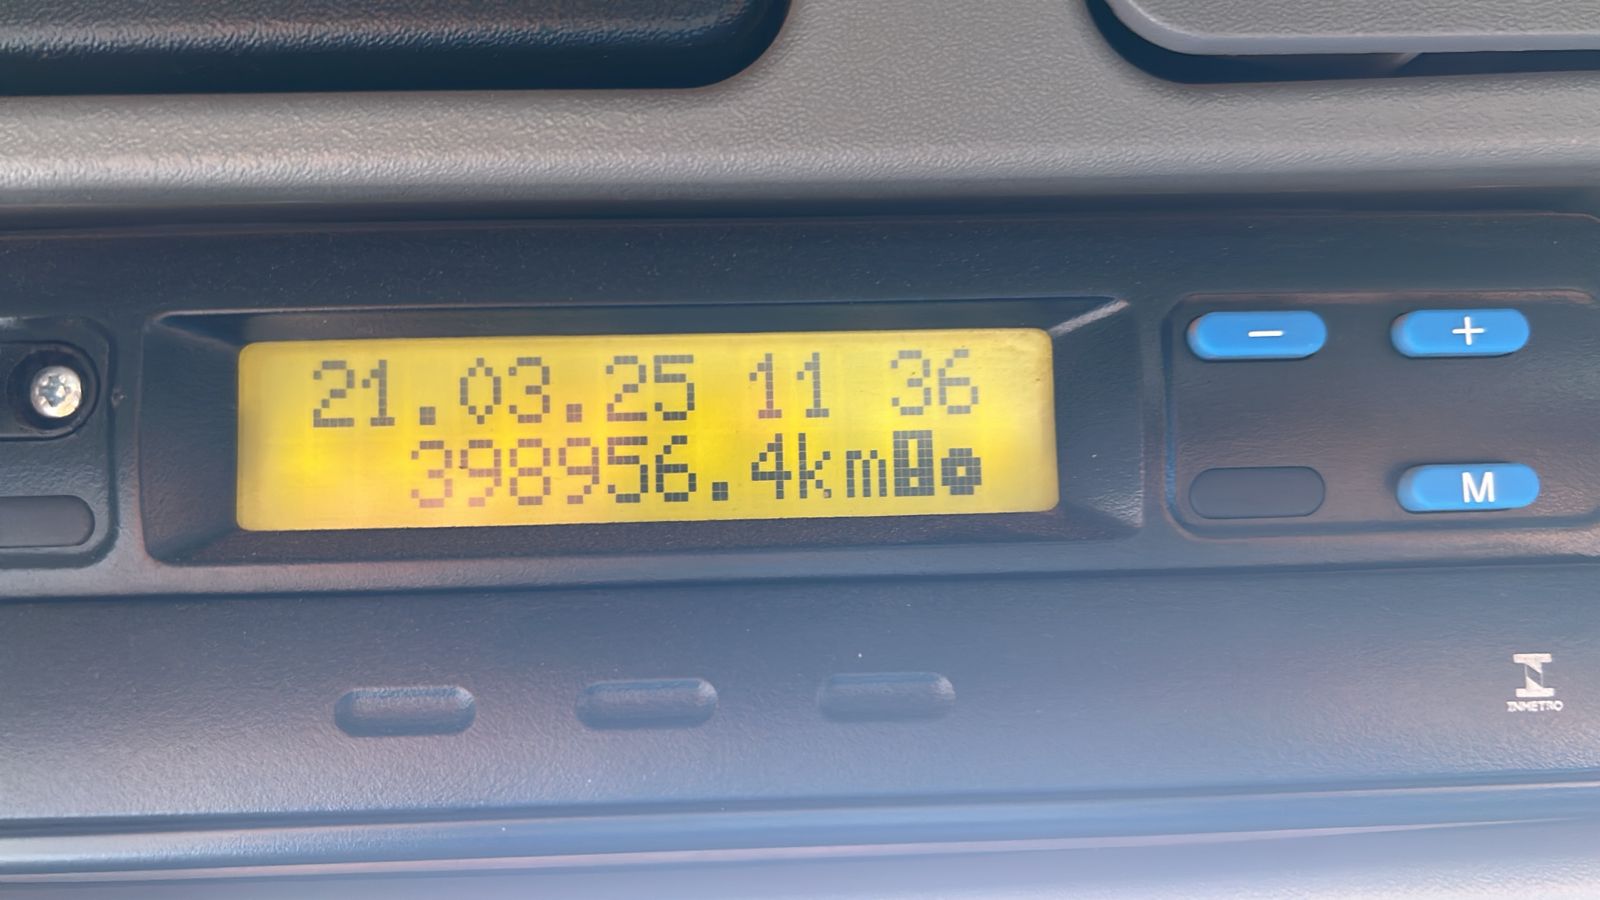 21.03.25 11 36
398956.4km
-
+
M
INMETRO